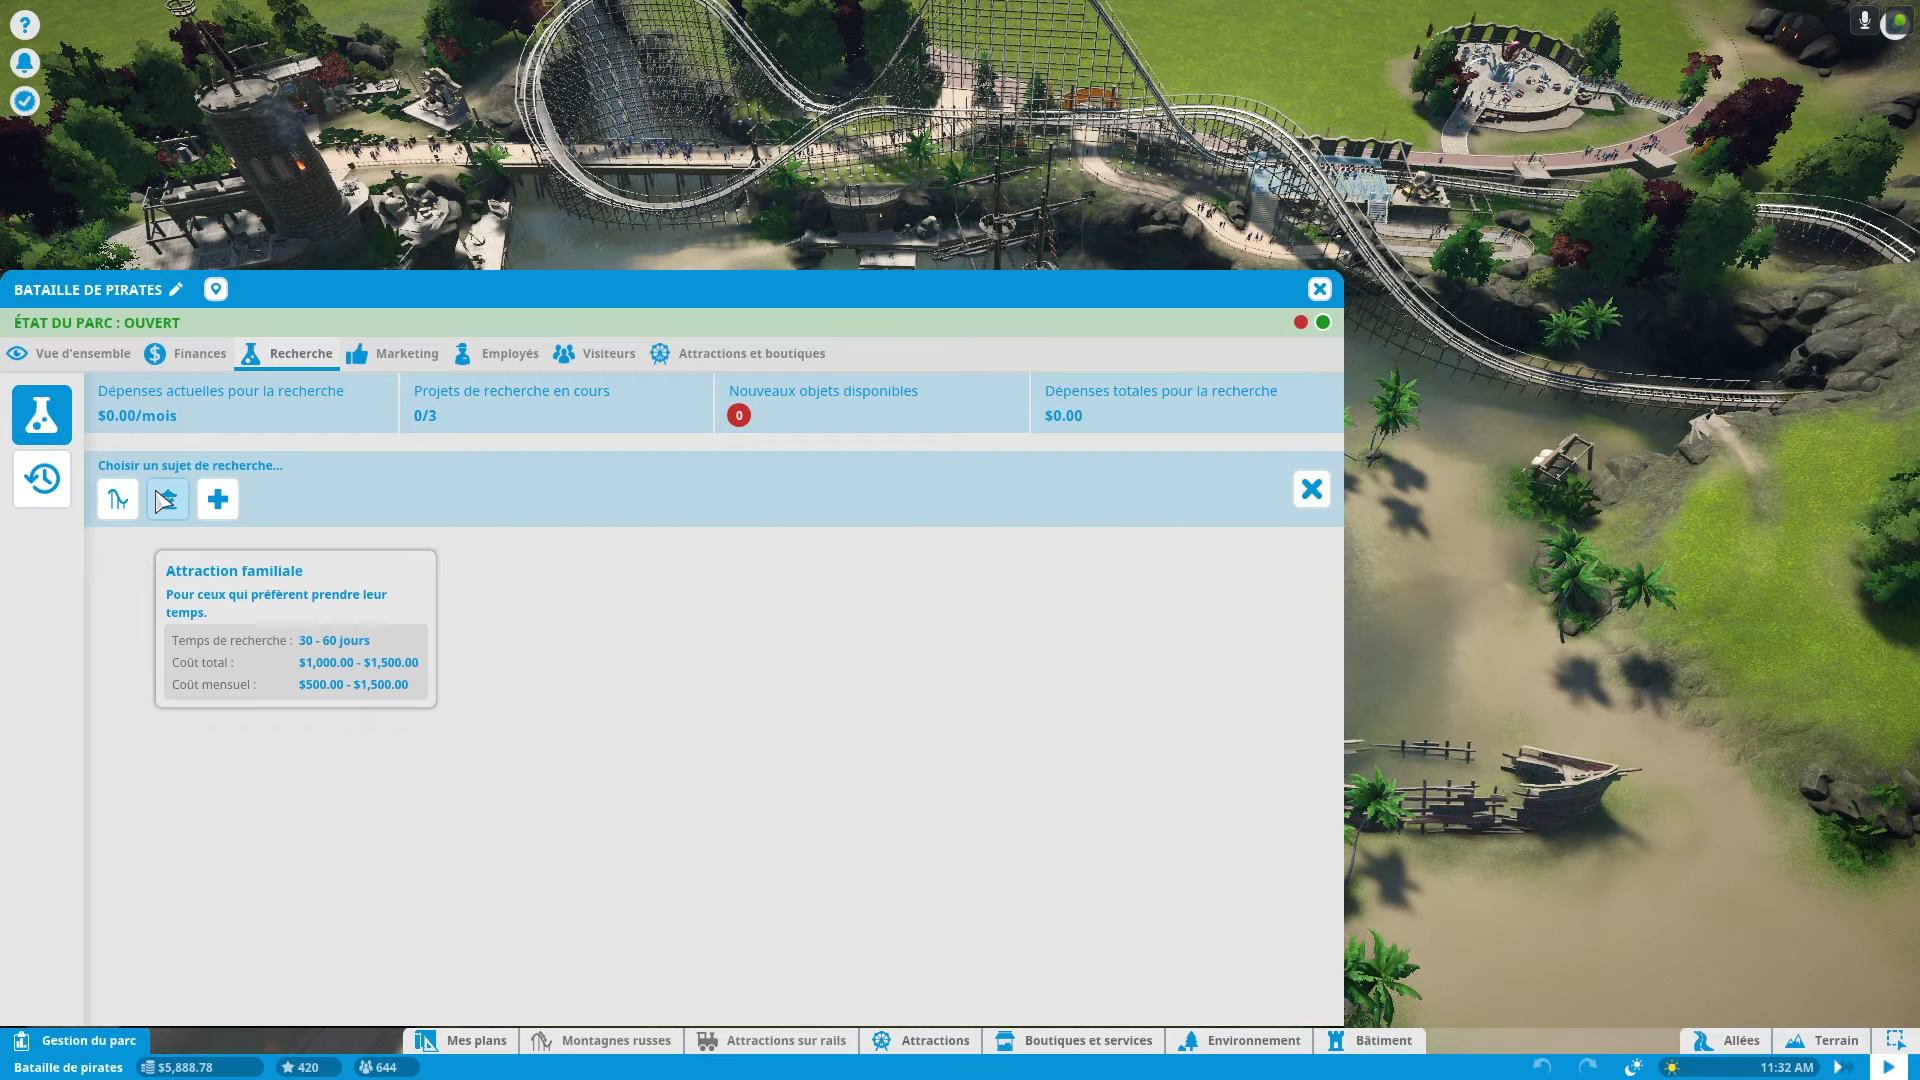 ?
BATAILLE DE PIRATES
ÉTAT DU PARC : OUVERT
Vue d'ensemble Finances Recherche Marketing Employés Visiteurs Attractions et boutiques
Dépenses actuelles pour la recherche Projets de recherche en cours Nouveaux objets disponibles Dépenses totales pour la recherche
$0.00/mois 0/3 0 $0.00
Choisir un sujet de recherche...
Attraction familiale
Pour ceux qui préfèrent prendre leur
temps.
Temps de recherche : 30 - 60 jours
Coût total : $1,000.00 - $1,500.00
Coût mensuel : $500.00 - $1,500.00
Gestion du parc Mes plans Montagnes russes Attractions sur rails Attractions Boutiques et services Environnement Bâtiment Allées Terrain
Bataille de pirates $5,888.78 420 644 11:32 AM